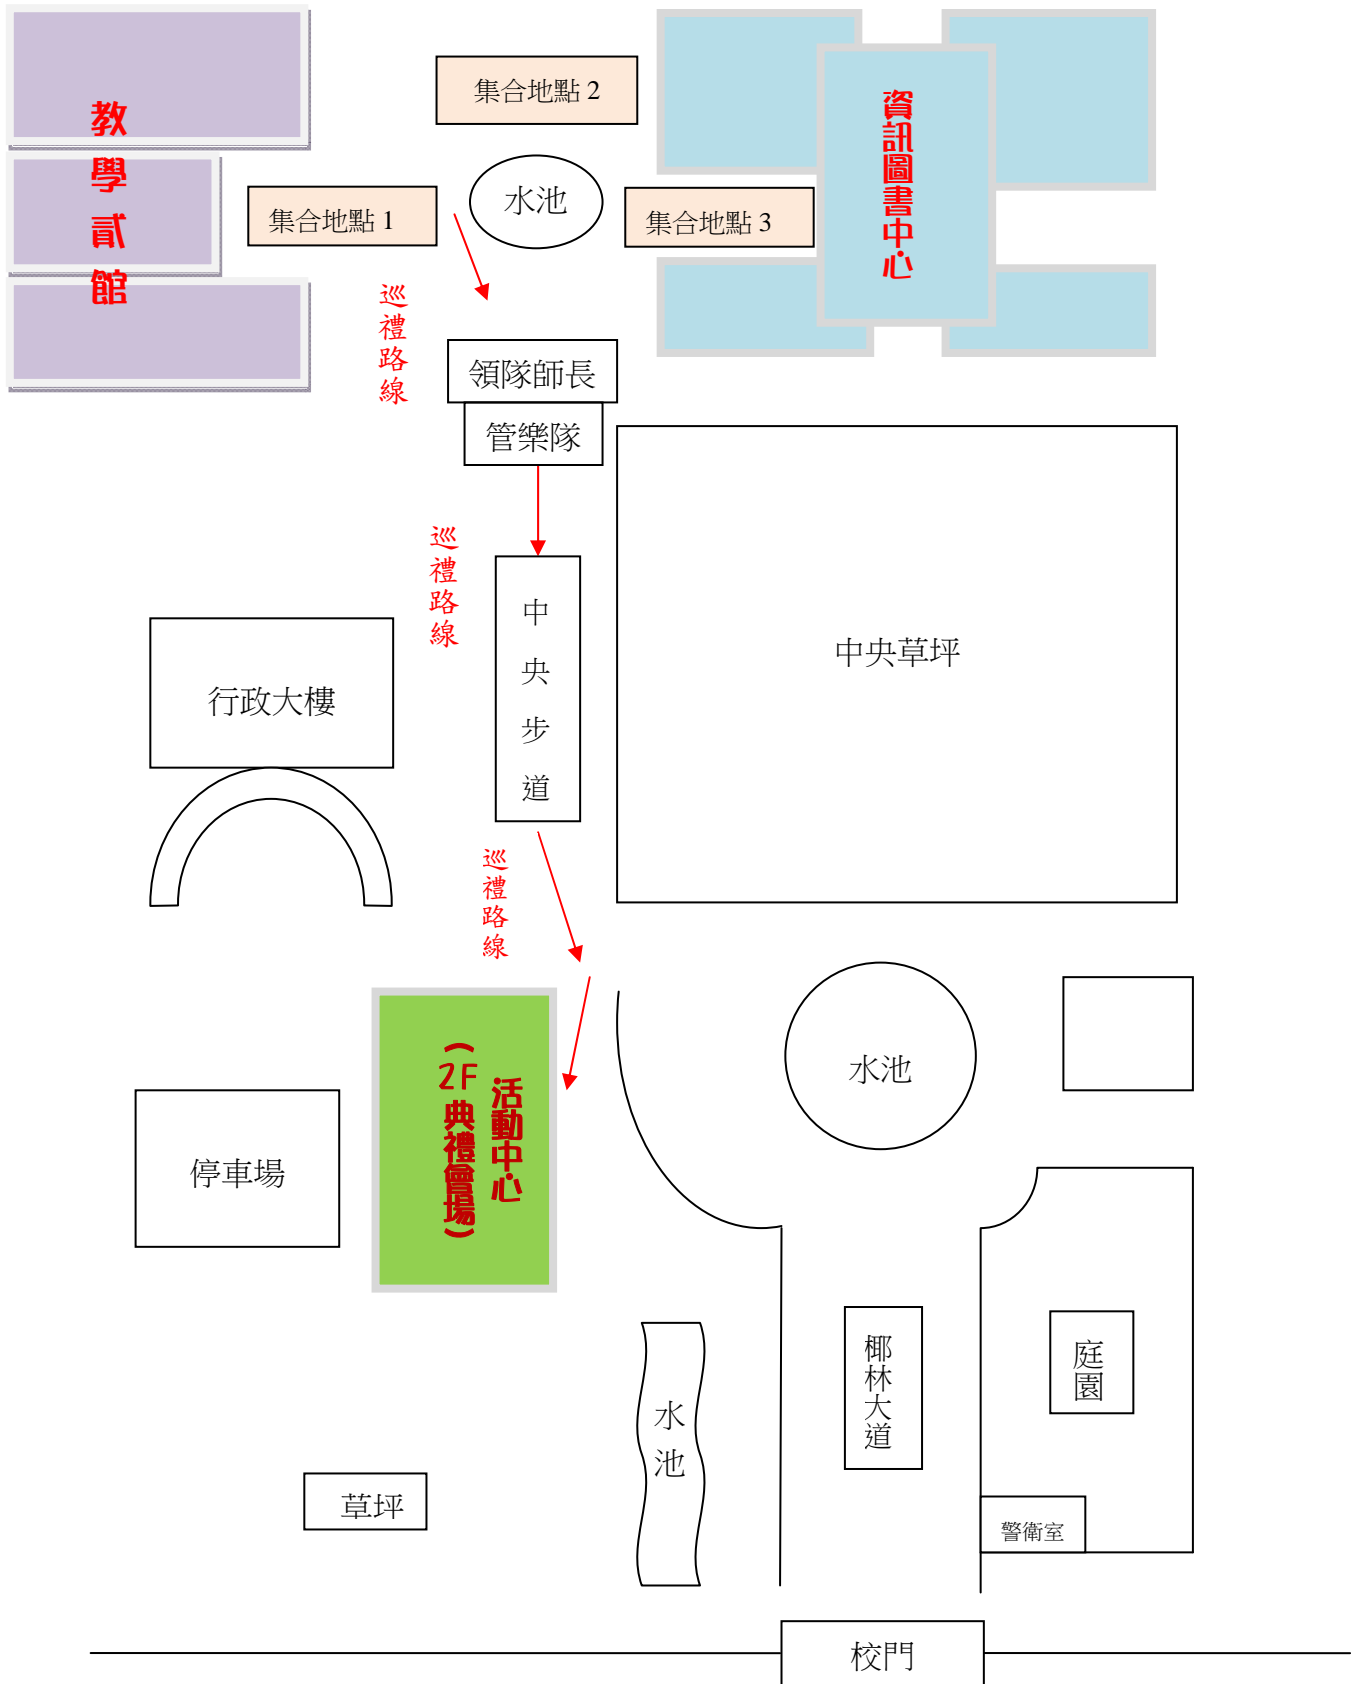 教學貳館
集合地點 2
資訊圖書中心
集合地點 1
水池
集合地點 3
巡禮路線
領隊師長
管樂隊
巡禮路線
中央步道
中央草坪
行政大樓
巡禮路線
水池
活動中心
(2F 典禮會場)
停車場
椰林大道
庭園
水池
草坪
警衛室
校門